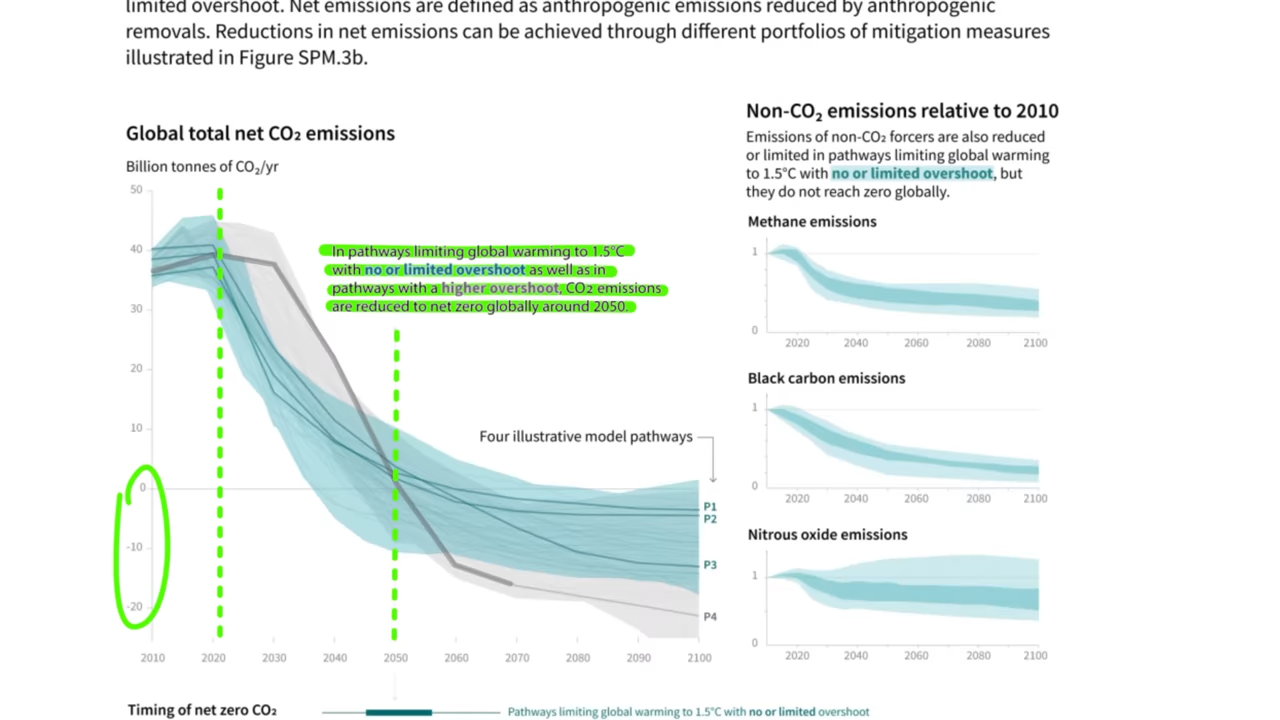 limited overshoot. Net emissions are defined as anthropogenic emissions reduced by anthropogenic
removals. Reductions in net emissions can be achieved through different portfolios of mitigation measures
illustrated in Figure SPM.3b.
Global total net CO₂ emissions
Billion tonnes of CO₂/yr
50
40
30
20
10
0
-10
-20
2010 2020 2030 2040 2050 2060 2070 2080 2090 2100
In pathways limiting global warming to 1.5°C
with no or limited overshoot as well as in
pathways with a higher overshoot, CO₂ emissions
are reduced to net zero globally around 2050.
Four illustrative model pathways
P1
P2
P3
P4
Non-CO₂ emissions relative to 2010
Emissions of non-CO₂ forcers are also reduced
or limited in pathways limiting global warming
to 1.5°C with no or limited overshoot, but
they do not reach zero globally.
Methane emissions
1
0
2020 2040 2060 2080 2100
Black carbon emissions
1
0
2020 2040 2060 2080 2100
Nitrous oxide emissions
1
0
2020 2040 2060 2080 2100
Timing of net zero CO₂
Pathways limiting global warming to 1.5°C with no or limited overshoot